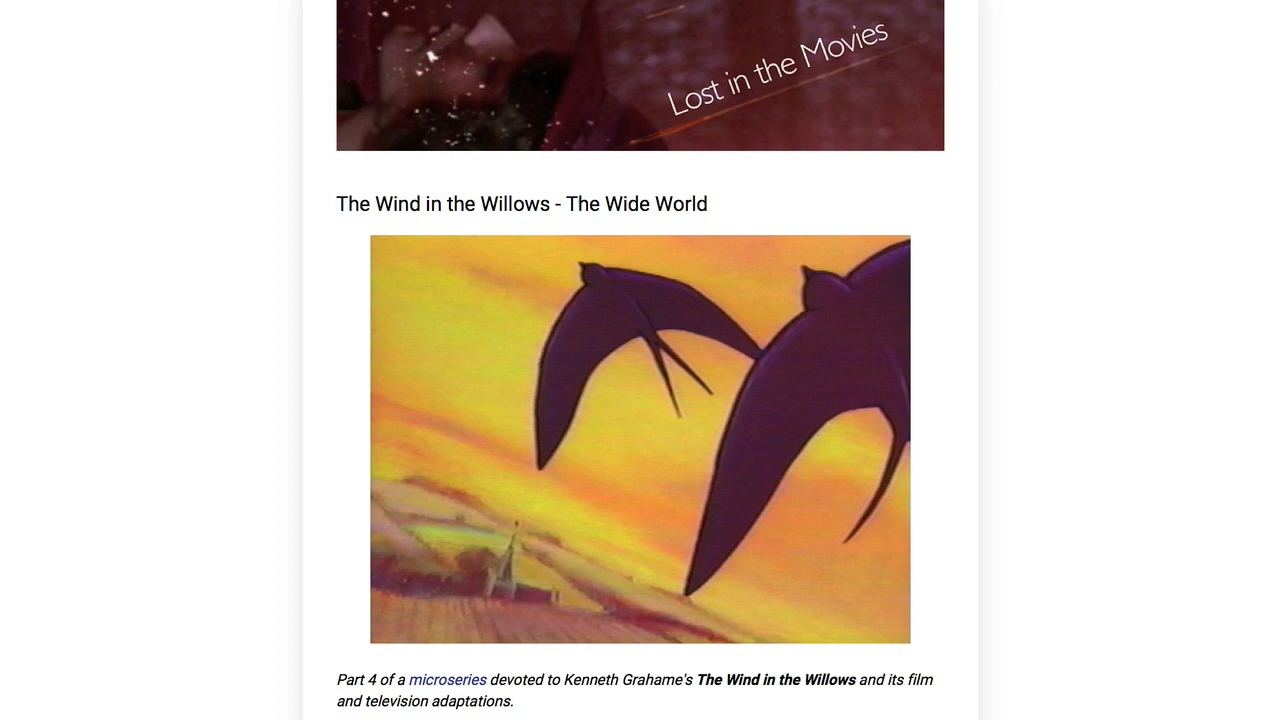 Lost in the Movies
The Wind in the Willows - The Wide World
Part 4 of a microseries devoted to Kenneth Grahame's The Wind in the Willows and its film
and television adaptations.